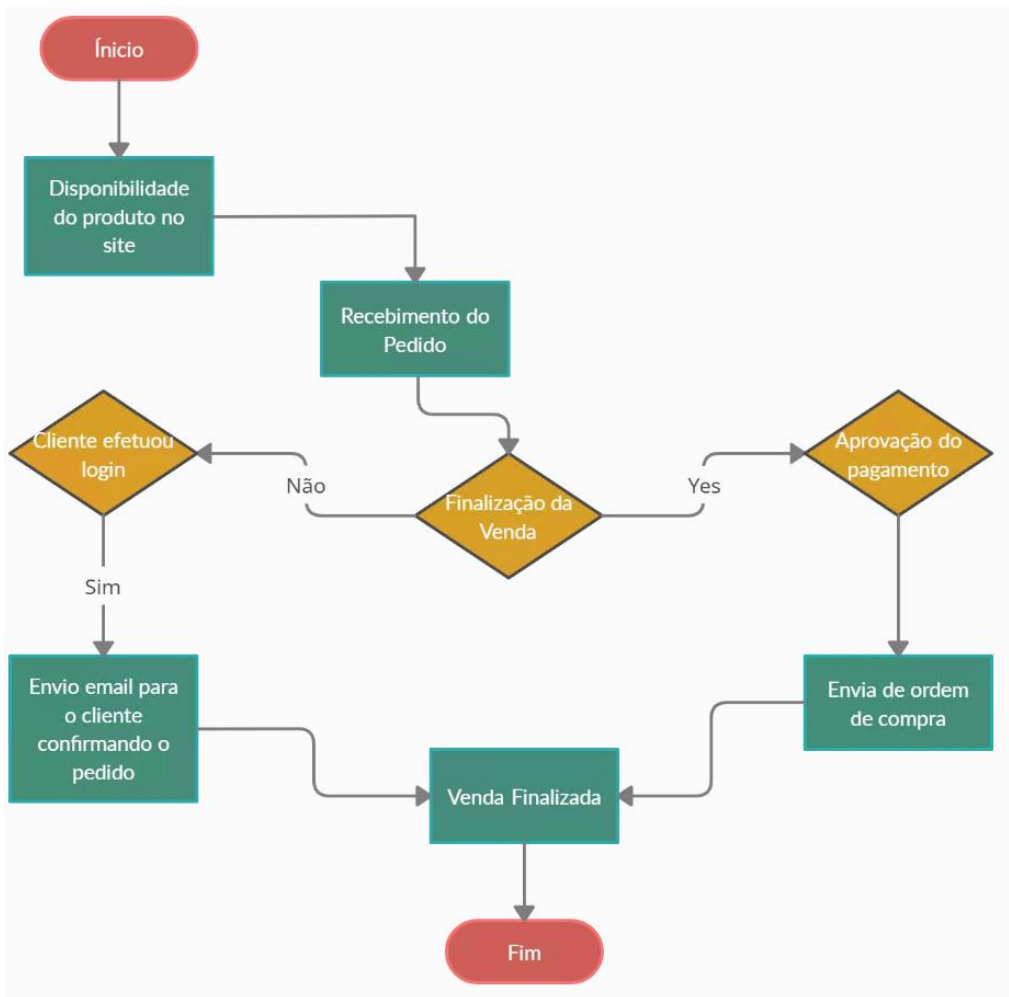 Ínicio
Disponibilidade
do produto no
site
Recebimento do
Pedido
Cliente efetuou
login
Aprovação do
pagamento
Não
Finalização da
Venda
Yes
Sim
Envio email para
o cliente
confirmando o
pedido
Envia de ordem
de compra
Venda Finalizada
Fim